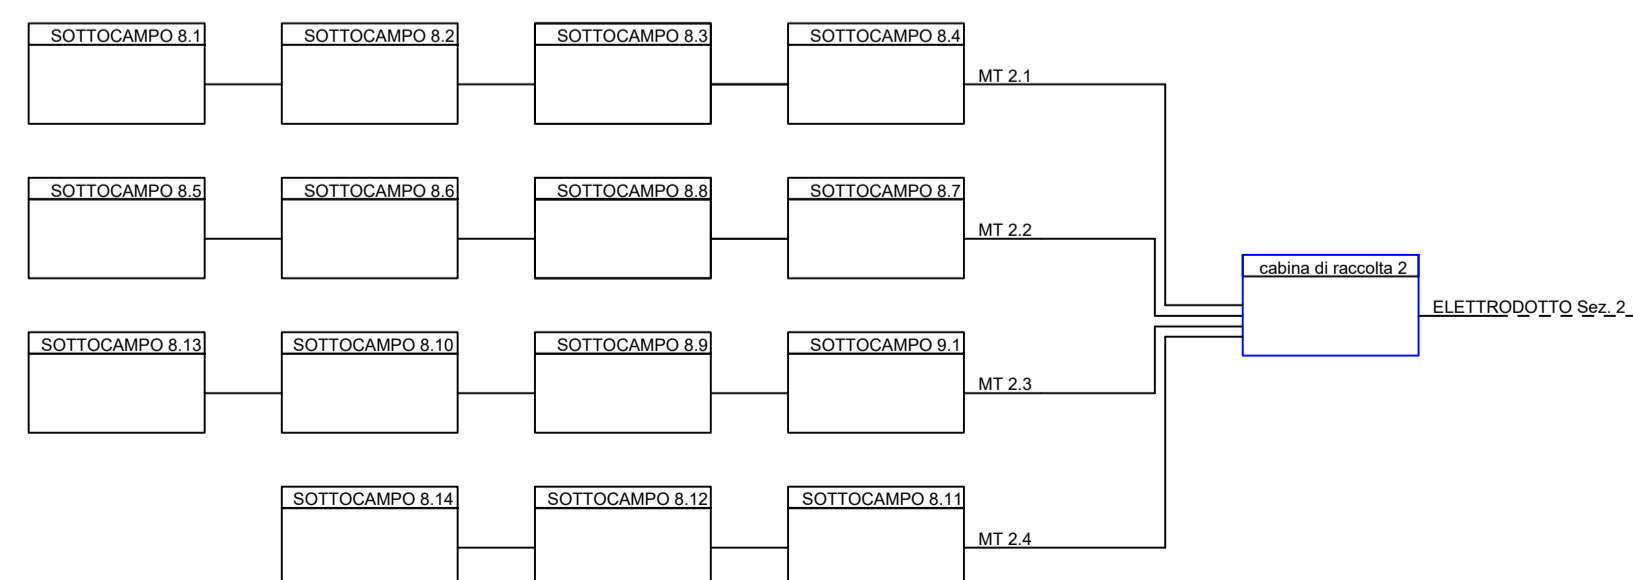 SOTTOCAMPO 8.1
SOTTOCAMPO 8.2
SOTTOCAMPO 8.3
SOTTOCAMPO 8.4
MT 2.1
SOTTOCAMPO 8.5
SOTTOCAMPO 8.6
SOTTOCAMPO 8.8
SOTTOCAMPO 8.7
MT 2.2
cabina di raccolta 2
ELETTRODOTTO Sez. 2
SOTTOCAMPO 8.13
SOTTOCAMPO 8.10
SOTTOCAMPO 8.9
SOTTOCAMPO 9.1
MT 2.3
SOTTOCAMPO 8.14
SOTTOCAMPO 8.12
SOTTOCAMPO 8.11
MT 2.4